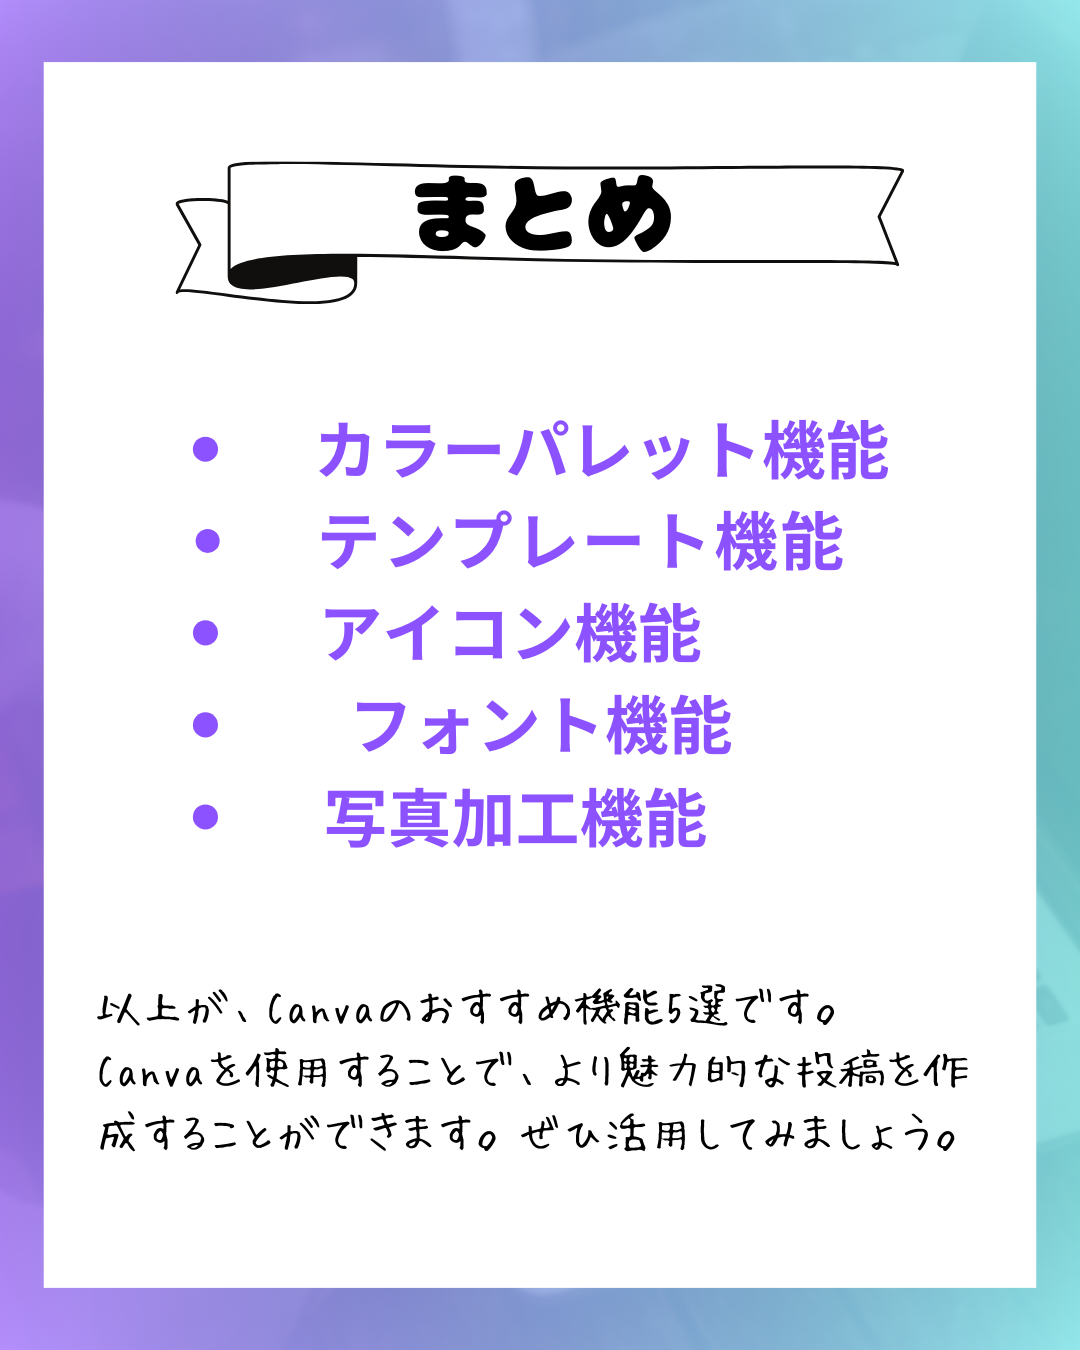 まとめ
• カラーパレット機能
• テンプレート機能
• アイコン機能
• フォント機能
• 写真加工機能
以上が、Canvaのおすすめ機能5選です。
Canvaを使用することで、より魅力的な投稿を作
成することができます。ぜひ活用してみましょう。